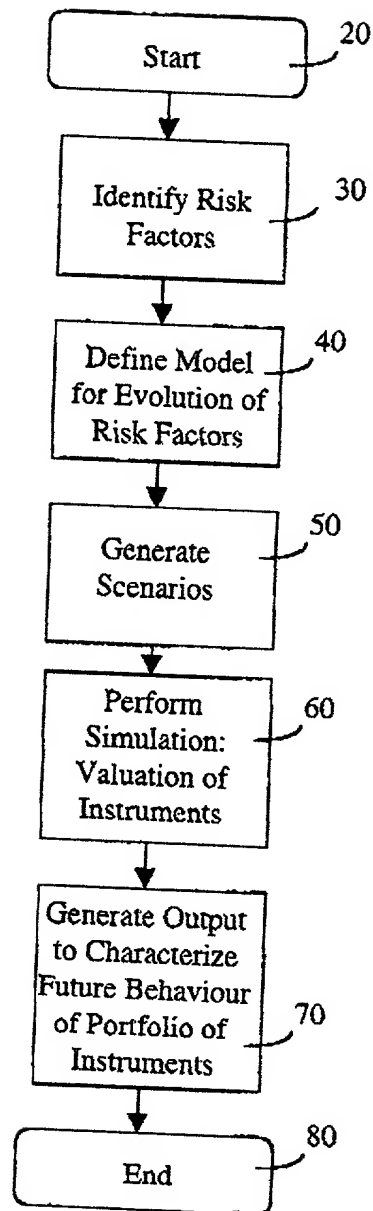 Start
20
Identify Risk
Factors
30
Define Model
for Evolution of
Risk Factors
40
Generate
Scenarios
50
Perform
Simulation:
Valuation of
Instruments
60
Generate Output
to Characterize
Future Behaviour
of Portfolio of
Instruments
70
End
80